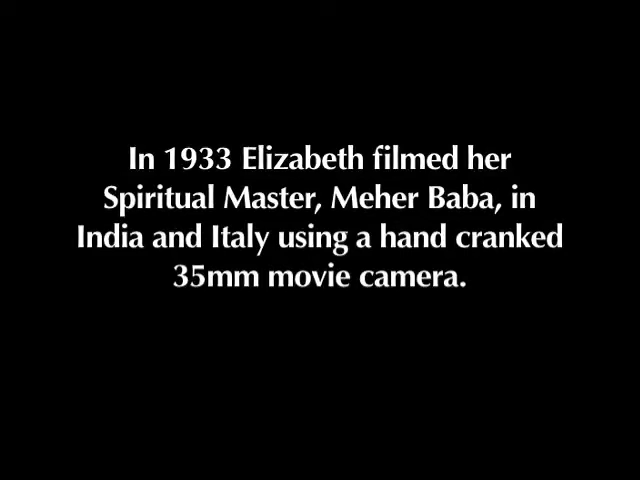 In 1933 Elizabeth filmed her
Spiritual Master, Meher Baba, in
India and Italy using a hand cranked
35mm movie camera.